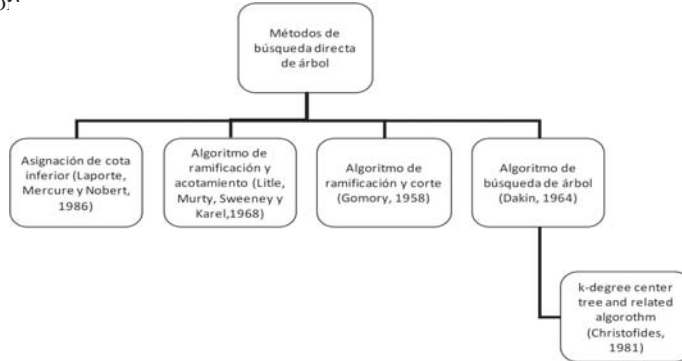 Métodos de
búsqueda directa
de árbol
Asignación de cota
inferior (Laporte,
Mercure y Nobert,
1986)
Algoritmo de
ramificación y
acotamiento (Litle,
Murty, Sweeney y
Karel,1968)
Algoritmo de
ramificación y corte
(Gomory, 1958)
Algoritmo de
búsqueda de árbol
(Dakin, 1964)
k-degree center
tree and related
algorothm
(Christofides,
1981)